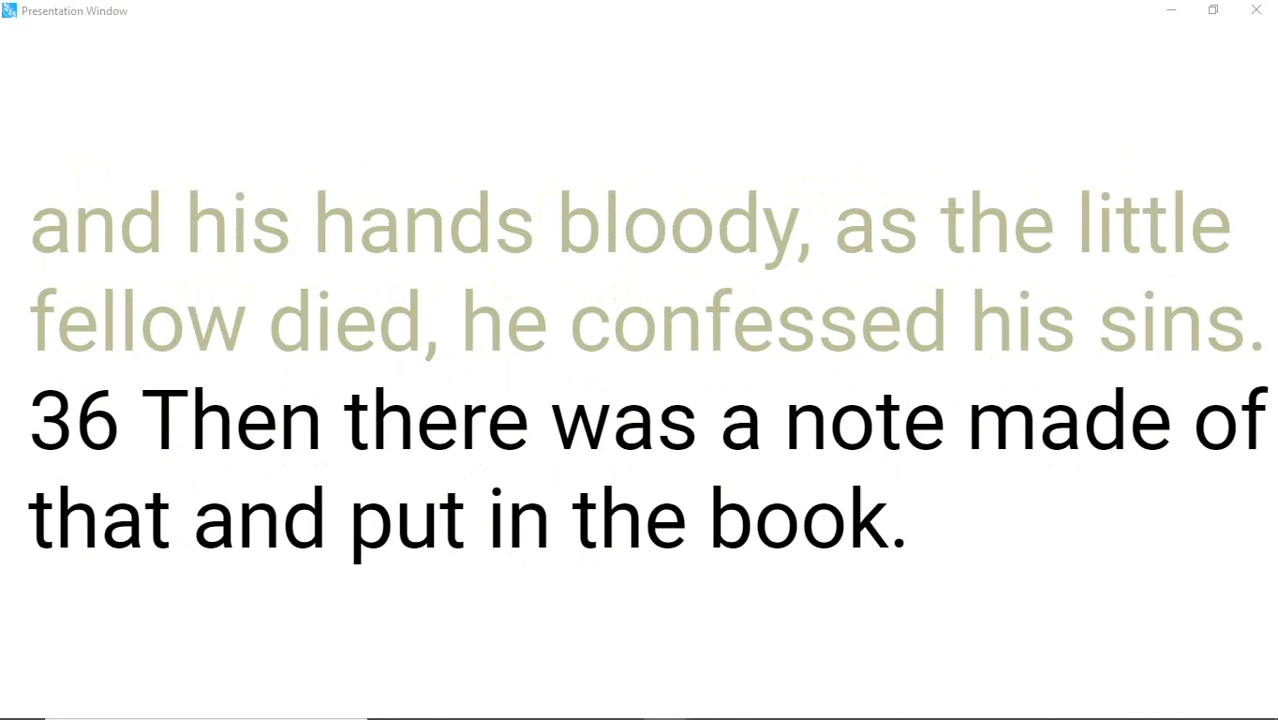 Presentation Window
and his hands bloody, as the little
fellow died, he confessed his sins.
36 Then there was a note made of
that and put in the book.